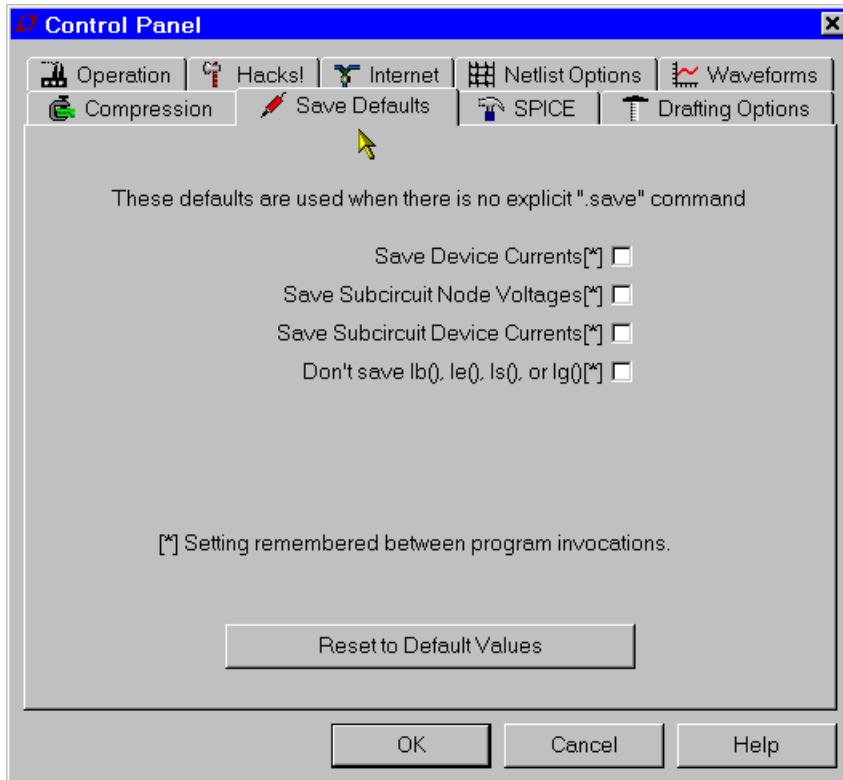 Control Panel
Operation Hacks! Internet Netlist Options Waveforms
Compression Save Defaults SPICE Drafting Options
These defaults are used when there is no explicit ".save" command
Save Device Currents[*]
Save Subcircuit Node Voltages[*]
Save Subcircuit Device Currents[*]
Don't save Ib(), Ie(), Is(), or Ig()[*]
[*] Setting remembered between program invocations.
Reset to Default Values
OK Cancel Help